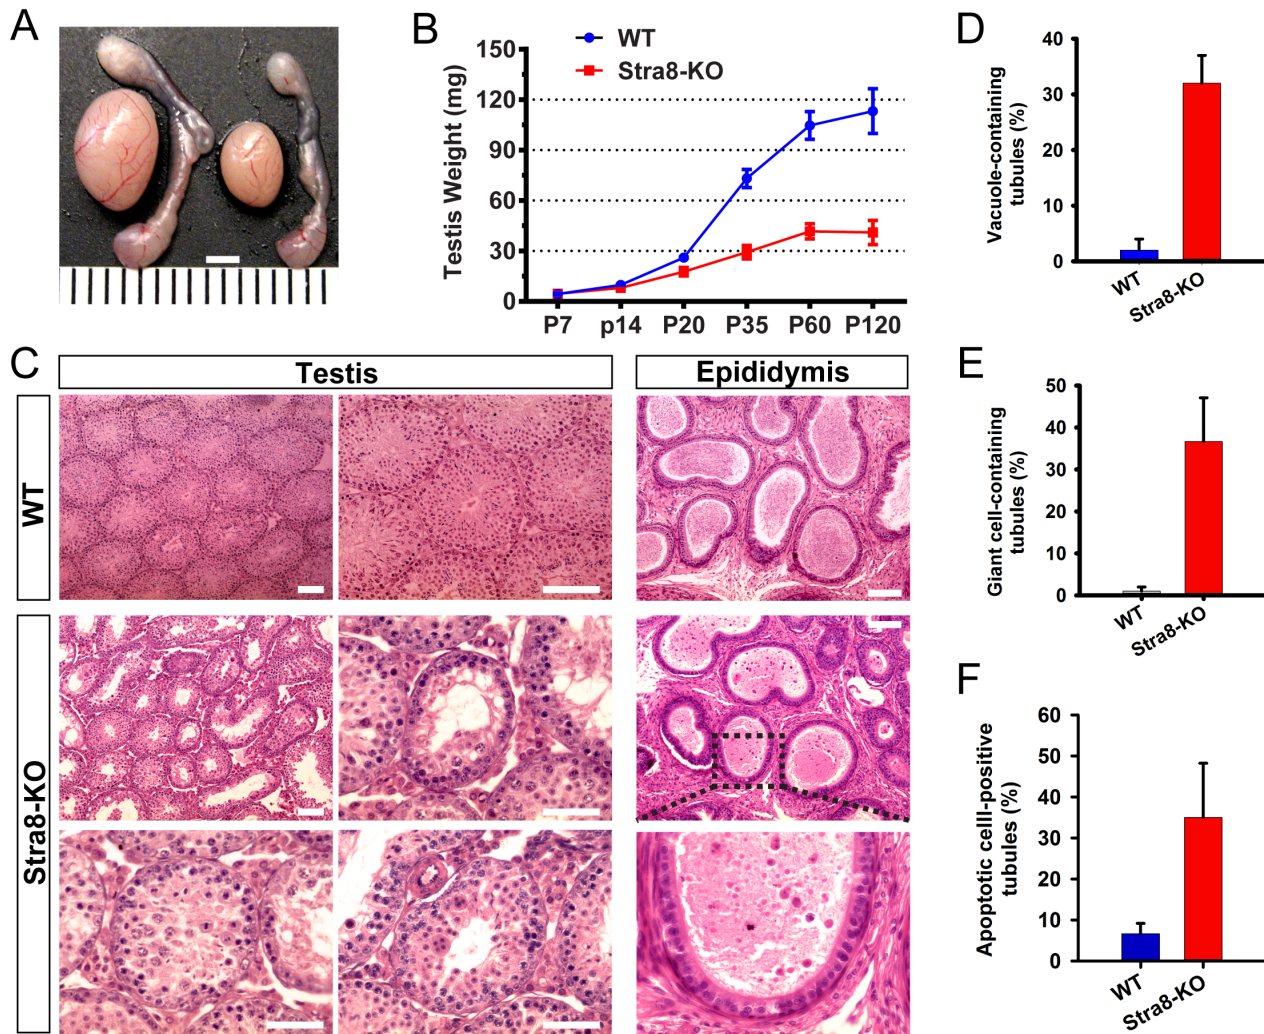 A
B
WT
Stra8-KO
Testis Weight (mg)
150
120
90
60
30
0
P7 p14 P20 P35 P60 P120
C
Testis
Epididymis
WT
Stra8-KO
D
Vacuole-containing
tubules (%)
40
30
20
10
0
WT
Stra8-KO
E
Giant cell-containing
tubules (%)
50
40
30
20
10
0
WT
Stra8-KO
F
Apoptotic celll-positive
tubules (%)
60
50
40
30
20
10
0
WT
Stra8-KO